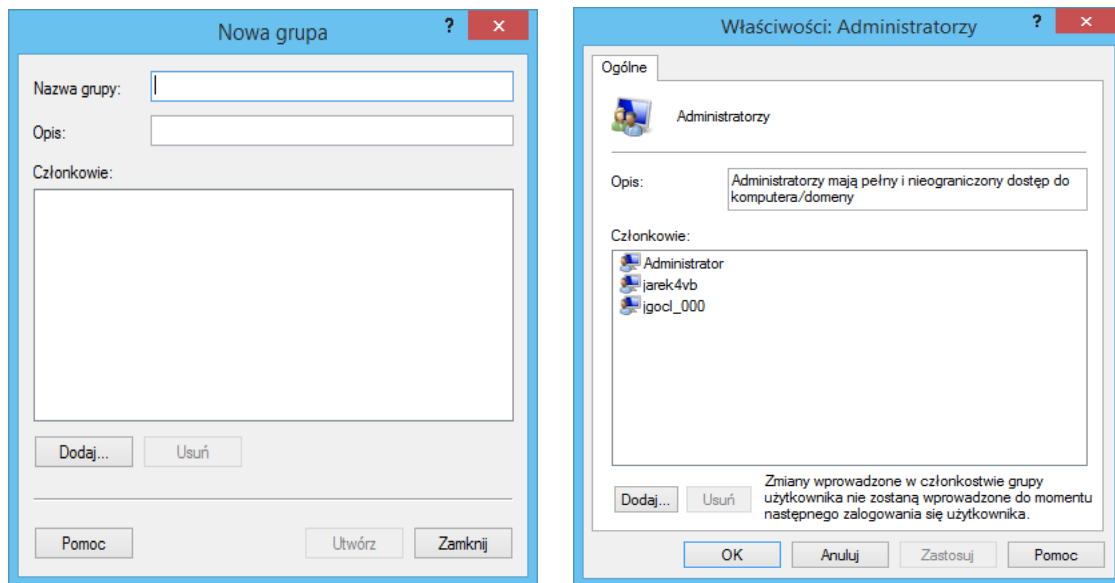 Nowa grupa
?
Nazwa grupy:
Opis:
Członkowie:
Dodaj...
Usuń
Pomoc
Utwórz
Zamknij
Właściwości: Administratorzy
?
Ogólne
Administratorzy
Opis:
Administratorzy mają pełny i nieograniczony dostęp do
komputera/domeny
Członkowie:
Administrator
jarek4vb
jgocl_000
Dodaj...
Usuń
Zmiany wprowadzone w członkostwie grupy
użytkownika nie zostaną wprowadzone do momentu
następnego zalogowania się użytkownika.
OK
Anuluj
Zastosuj
Pomoc